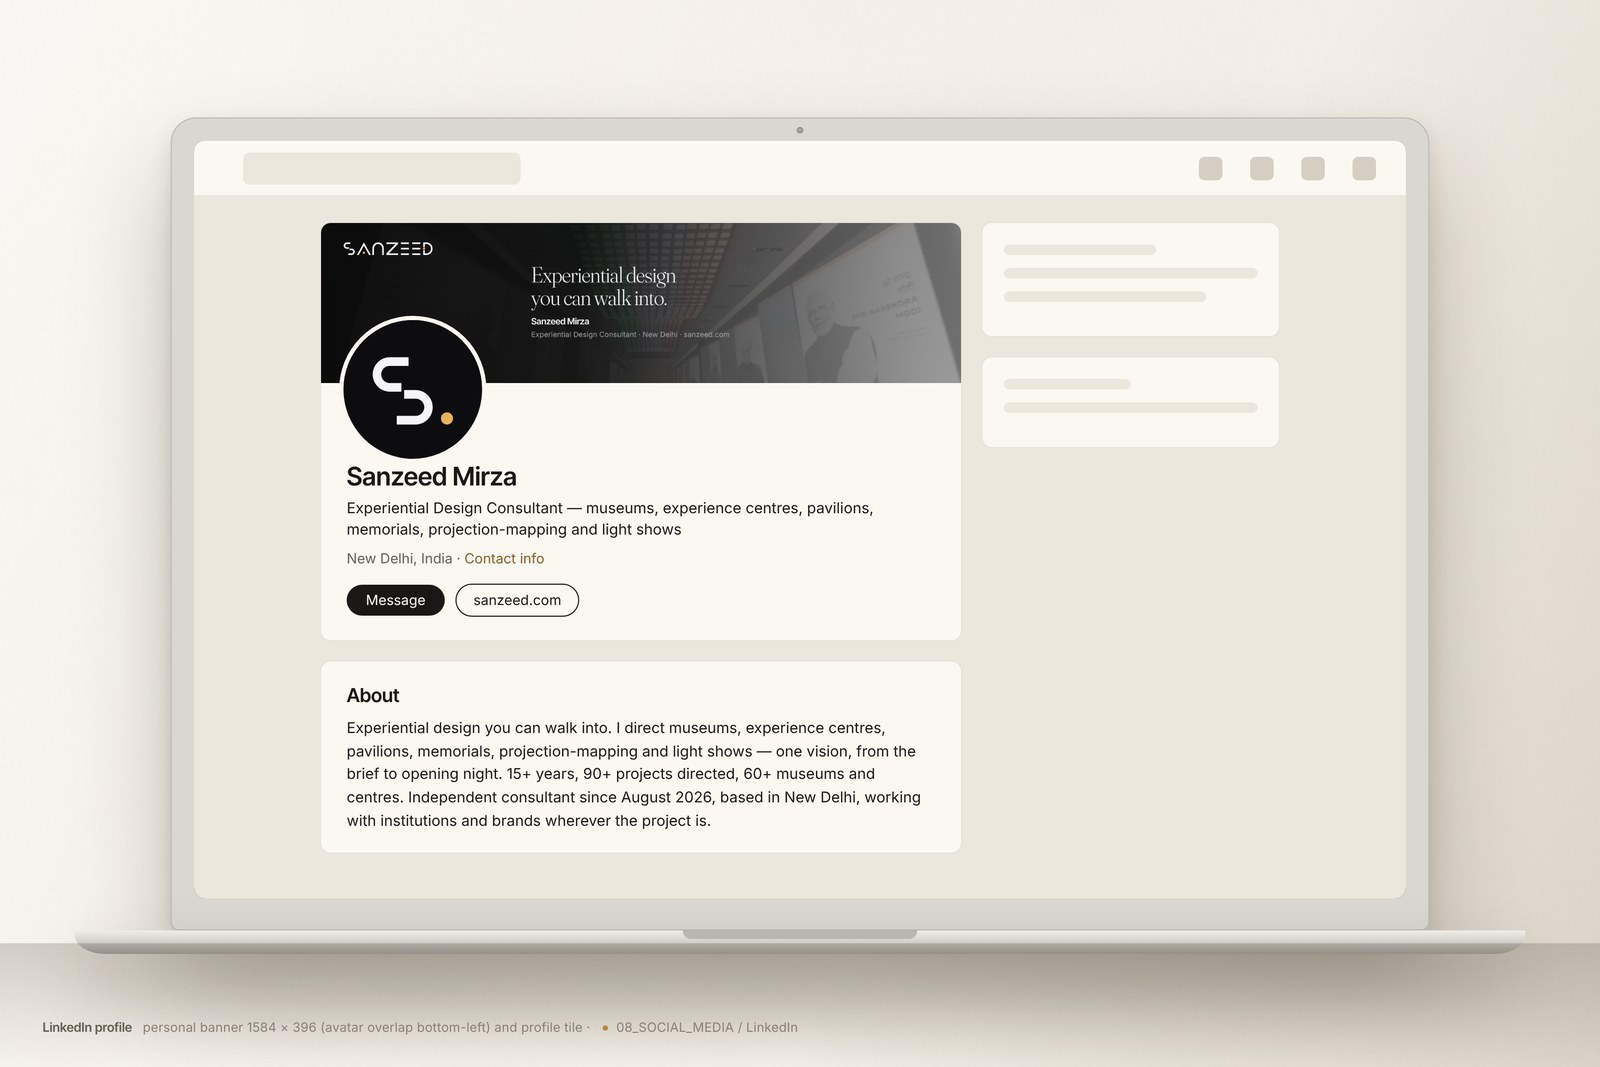 SANZEED
Experiential design
you can walk into.
Sanzeed Mirza
Experiential Design Consultant · New Delhi · sanzeed.com
SHRI NARENDRA
MODI
Sanzeed Mirza
Experiential Design Consultant — museums, experience centres, pavilions,
memorials, projection-mapping and light shows
New Delhi, India · Contact info
Message
sanzeed.com
About
Experiential design you can walk into. I direct museums, experience centres,
pavilions, memorials, projection-mapping and light shows — one vision, from the
brief to opening night. 15+ years, 90+ projects directed, 60+ museums and
centres. Independent consultant since August 2026, based in New Delhi, working
with institutions and brands wherever the project is.
LinkedIn profile personal banner 1584 × 396 (avatar overlap bottom-left) and profile tile · • 08_SOCIAL_MEDIA / LinkedIn